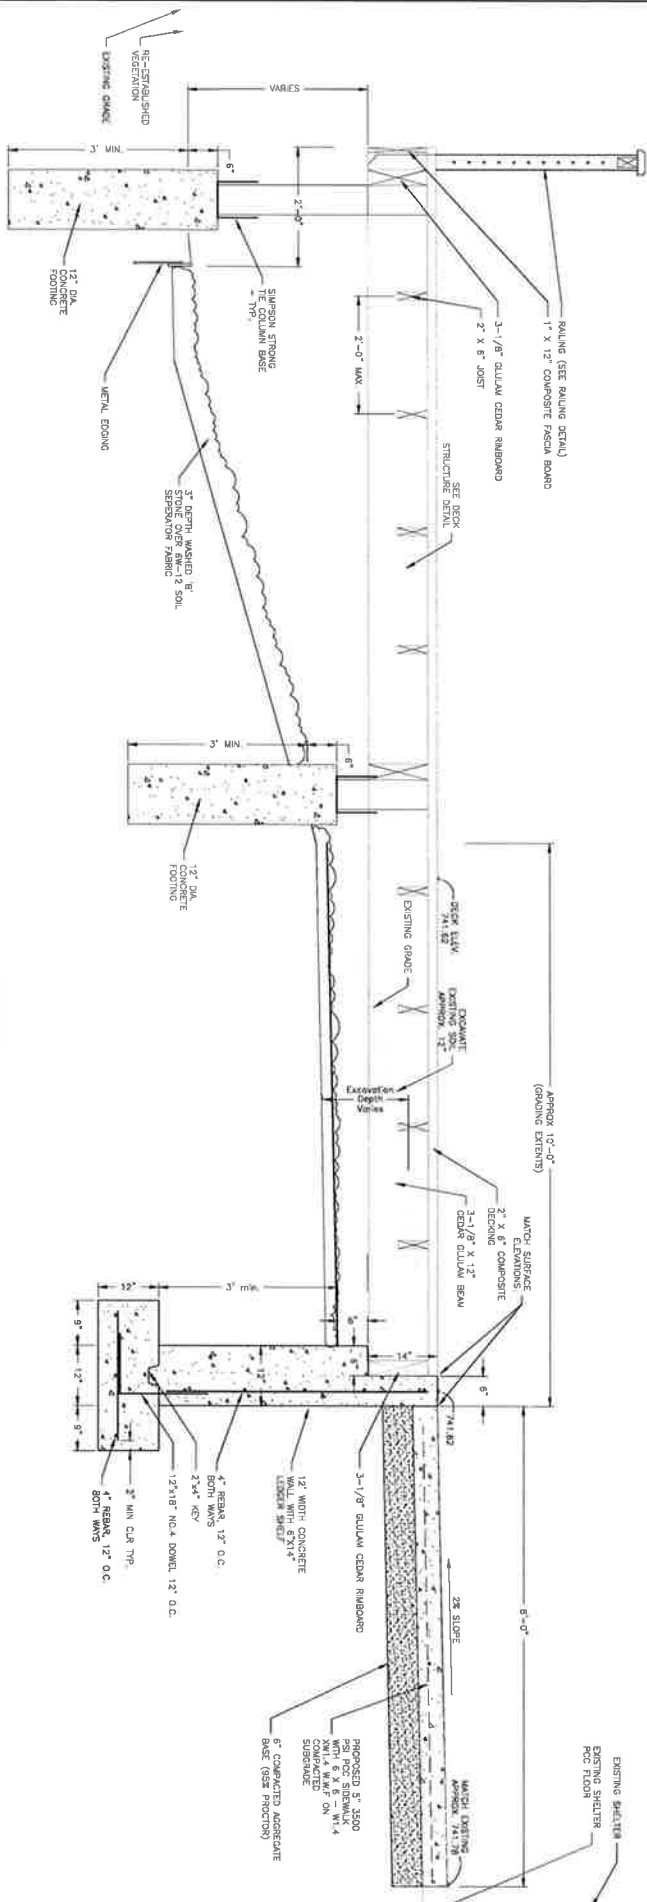 RE-ESTABLISHED
VEGETATION
EXISTING GRADE
VARIES
3' MIN.
6"
2'-0"
12" DIA.
CONCRETE
FOOTING
SIMPSON STRONG
TIE COLUMN BASE
- TYP.
METAL EDGING
RAILING (SEE RAILING DETAIL)
1" X 12" COMPOSITE FASCIA BOARD
3-1/8" GLULAM CEDAR RIMBOARD
2" X 6" JOIST
2'-0" MAX
SEE DECK
STRUCTURE DETAIL
3" DEPTH WASHED 'B'
STONE OVER 6W-12 SOIL
SEPERATOR FABRIC
3' MIN.
6"
12" DIA.
CONCRETE
FOOTING
DECK ELEV.
741.62
EXISTING GRADE
EXCAVATE
EXISTING SOIL
APPROX. 12"
Excavation
Depth
Varies
APPROX 10'-0"
(GRADING EXTENTS)
2" X 6" COMPOSITE
DECKING
3-1/8" X 12"
CEDAR GLULAM BEAM
MATCH SURFACE
ELEVATIONS
12"
3' min.
6"
14"
6"
12"
6"
741.62
9"
12"
9"
3-1/8" GLULAM CEDAR RIMBOARD
12' WIDTH CONCRETE
WALL WITH 6"X14"
LEDGER SHELF
4" REBAR, 12" O.C.
BOTH WAYS
2"x4" KEY
12"x18" NO.4 DOWEL 12" O.C.
2" MIN CLR TYP.
4" REBAR, 12" O.C.
BOTH WAYS
8'-0"
2% SLOPE
PROPOSED 5" 3500
PSI PCC SIDEWALK
WITH 6 X 6 - W1.4
XW1.4 W.W.F ON
COMPACTED
SUBGRADE
6" COMPACTED AGGREGATE
BASE (95% PROCTOR)
MATCH EXISTING
APPROX. 741.78
EXISTING SHELTER
PCC FLOOR
EXISTING SHELTER